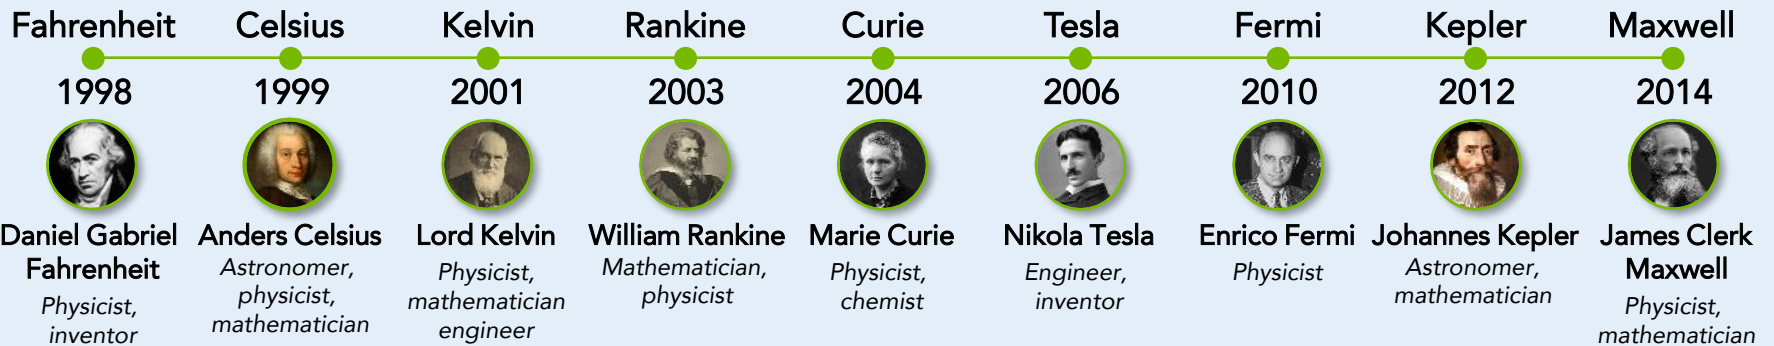 Fahrenheit Celsius Kelvin Rankine Curie Tesla Fermi Kepler Maxwell
1998 1999 2001 2003 2004 2006 2010 2012 2014
Daniel Gabriel
Fahrenheit
Physicist,
inventor
Anders Celsius
Astronomer,
physicist,
mathematician
Lord Kelvin
Physicist,
mathematician
engineer
William Rankine
Mathematician,
physicist
Marie Curie
Physicist,
chemist
Nikola Tesla
Engineer,
inventor
Enrico Fermi
Physicist
Johannes Kepler
Astronomer,
mathematician
James Clerk
Maxwell
Physicist,
mathematician